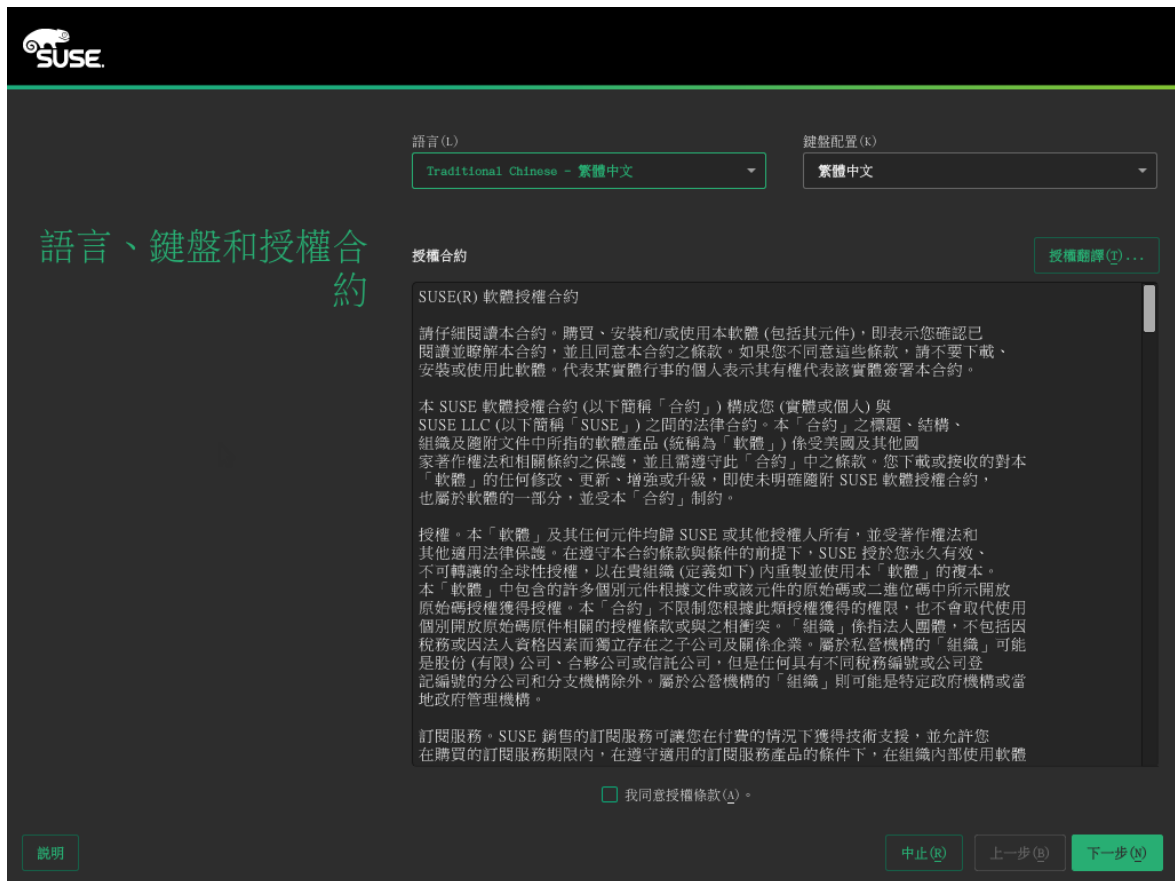 SUSE.
語言(L)
鍵盤配置(K)
Traditional Chinese - 繁體中文
繁體中文
語言、鍵盤和授權合
約
授權合約
授權翻譯(T)...
SUSE(R) 軟體授權合約
請仔細閱讀本合約。購買、安裝和/或使用本軟體 (包括其元件)，即表示您確認已
閱讀並瞭解本合約，並且同意本合約之條款。如果您不同意這些條款，請不要下載、
安裝或使用此軟體。代表某實體行事的個人表示其有權代表該實體簽署本合約。
本 SUSE 軟體授權合約 (以下簡稱「合約」) 構成您 (實體或個人) 與
SUSE LLC (以下簡稱「SUSE」) 之間的法律合約。本「合約」之標題、結構、
組織及隨附文件中所指的軟體產品 (統稱為「軟體」) 係受美國及其他國
家著作權法和相關條約之保護，並且需遵守此「合約」中之條款。您下載或接收的對本
「軟體」的任何修改、更新、增強或升級，即使未明確隨附 SUSE 軟體授權合約，
也屬於軟體的一部分，並受本「合約」制約。
授權。本「軟體」及其任何元件均歸 SUSE 或其他授權人所有，並受著作權法和
其他適用法律保護。在遵守本合約條款與條件的前提下，SUSE 授於您永久有效、
不可轉讓的全球性授權，以在貴組織 (定義如下) 內重製並使用本「軟體」的複本。
本「軟體」中包含的許多個別元件根據文件或該元件的原始碼或二進位碼中所示開放
原始碼授權獲得授權。本「合約」不限制您根據此類授權獲得的權限，也不會取代使用
個別開放原始碼原件相關的授權條款或與之相衝突。「組織」係指法人團體，不包括因
稅務或因法人資格因素而獨立存在之子公司及關係企業。屬於私營機構的「組織」可能
是股份 (有限) 公司、合夥公司或信託公司，但是任何具有不同稅務編號或公司登
記編號的分公司和分支機構除外。屬於公營機構的「組織」則可能是特定政府機構或當
地政府管理機構。
訂閱服務。SUSE 銷售的訂閱服務可讓您在付費的情況下獲得技術支援，並允許您
在購買的訂閱服務期限內，在遵守適用的訂閱服務產品的條件下，在組織內部使用軟體
我同意授權條款(A)。
說明
中止(R)
上一步(B)
下一步(N)